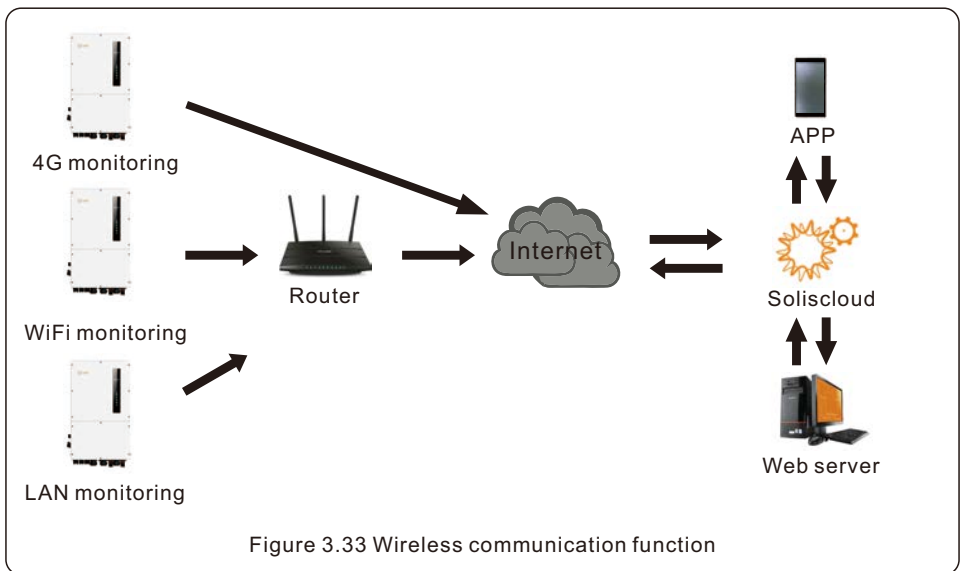 4G monitoring
WiFi monitoring
LAN monitoring
Router
Internet
APP
Soliscloud
Web server
Figure 3.33 Wireless communication function